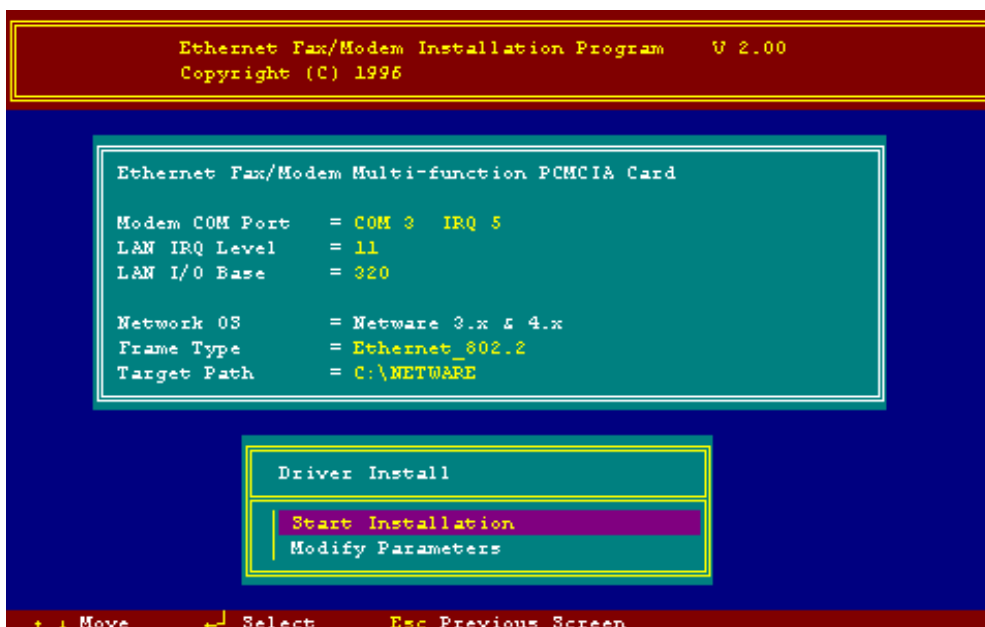 Ethernet Fax/Modem Installation Program V 2.00
Copyright (C) 1996
Ethernet Fax/Modem Multi-function PCMCIA Card
Modem COM Port = COM 3 IRQ 5
LAN IRQ Level = 11
LAN I/O Base = 320
Network OS = Netware 3.x & 4.x
Frame Type = Ethernet_802.2
Target Path = C:\NETWARE
Driver Install
Start Installation
Modify Parameters
↑ ↓ Move ↵ Select Esc Previous Screen